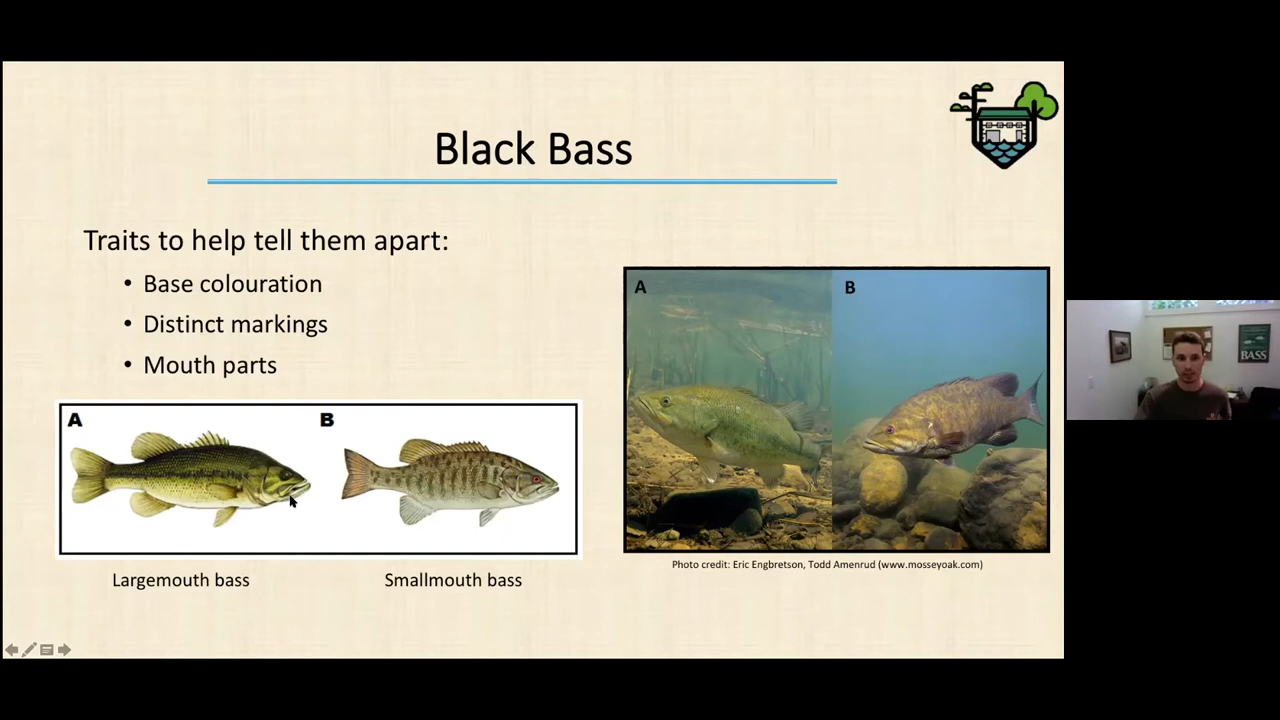 Black Bass
Traits to help tell them apart:
• Base colouration
• Distinct markings
• Mouth parts
A
B
Largemouth bass
Smallmouth bass
A
B
Photo credit: Eric Engbretson, Todd Amenrud (www.mosseyoak.com)
BASS